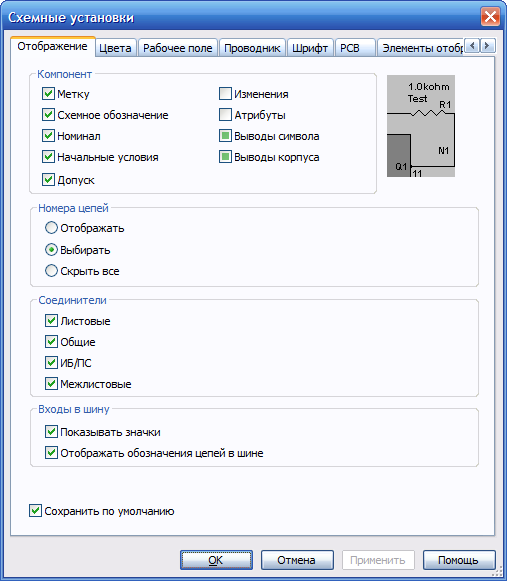 Схемные установки
Отображение Цвета Рабочее поле Проводник Шрифт PCB Элементы отобр
Компонент
Метку
Схемное обозначение
Номинал
Начальные условия
Допуск
Изменения
Атрибуты
Выводы символа
Выводы корпуса
1.0kohm
Test
R1
N1
Q1
11
Номера цепей
Отображать
Выбирать
Скрыть все
Соединители
Листовые
Общие
ИБ/ПС
Межлистовые
Входы в шину
Показывать значки
Отображать обозначения цепей в шине
Сохранить по умолчанию
OK Отмена Применить Помощь